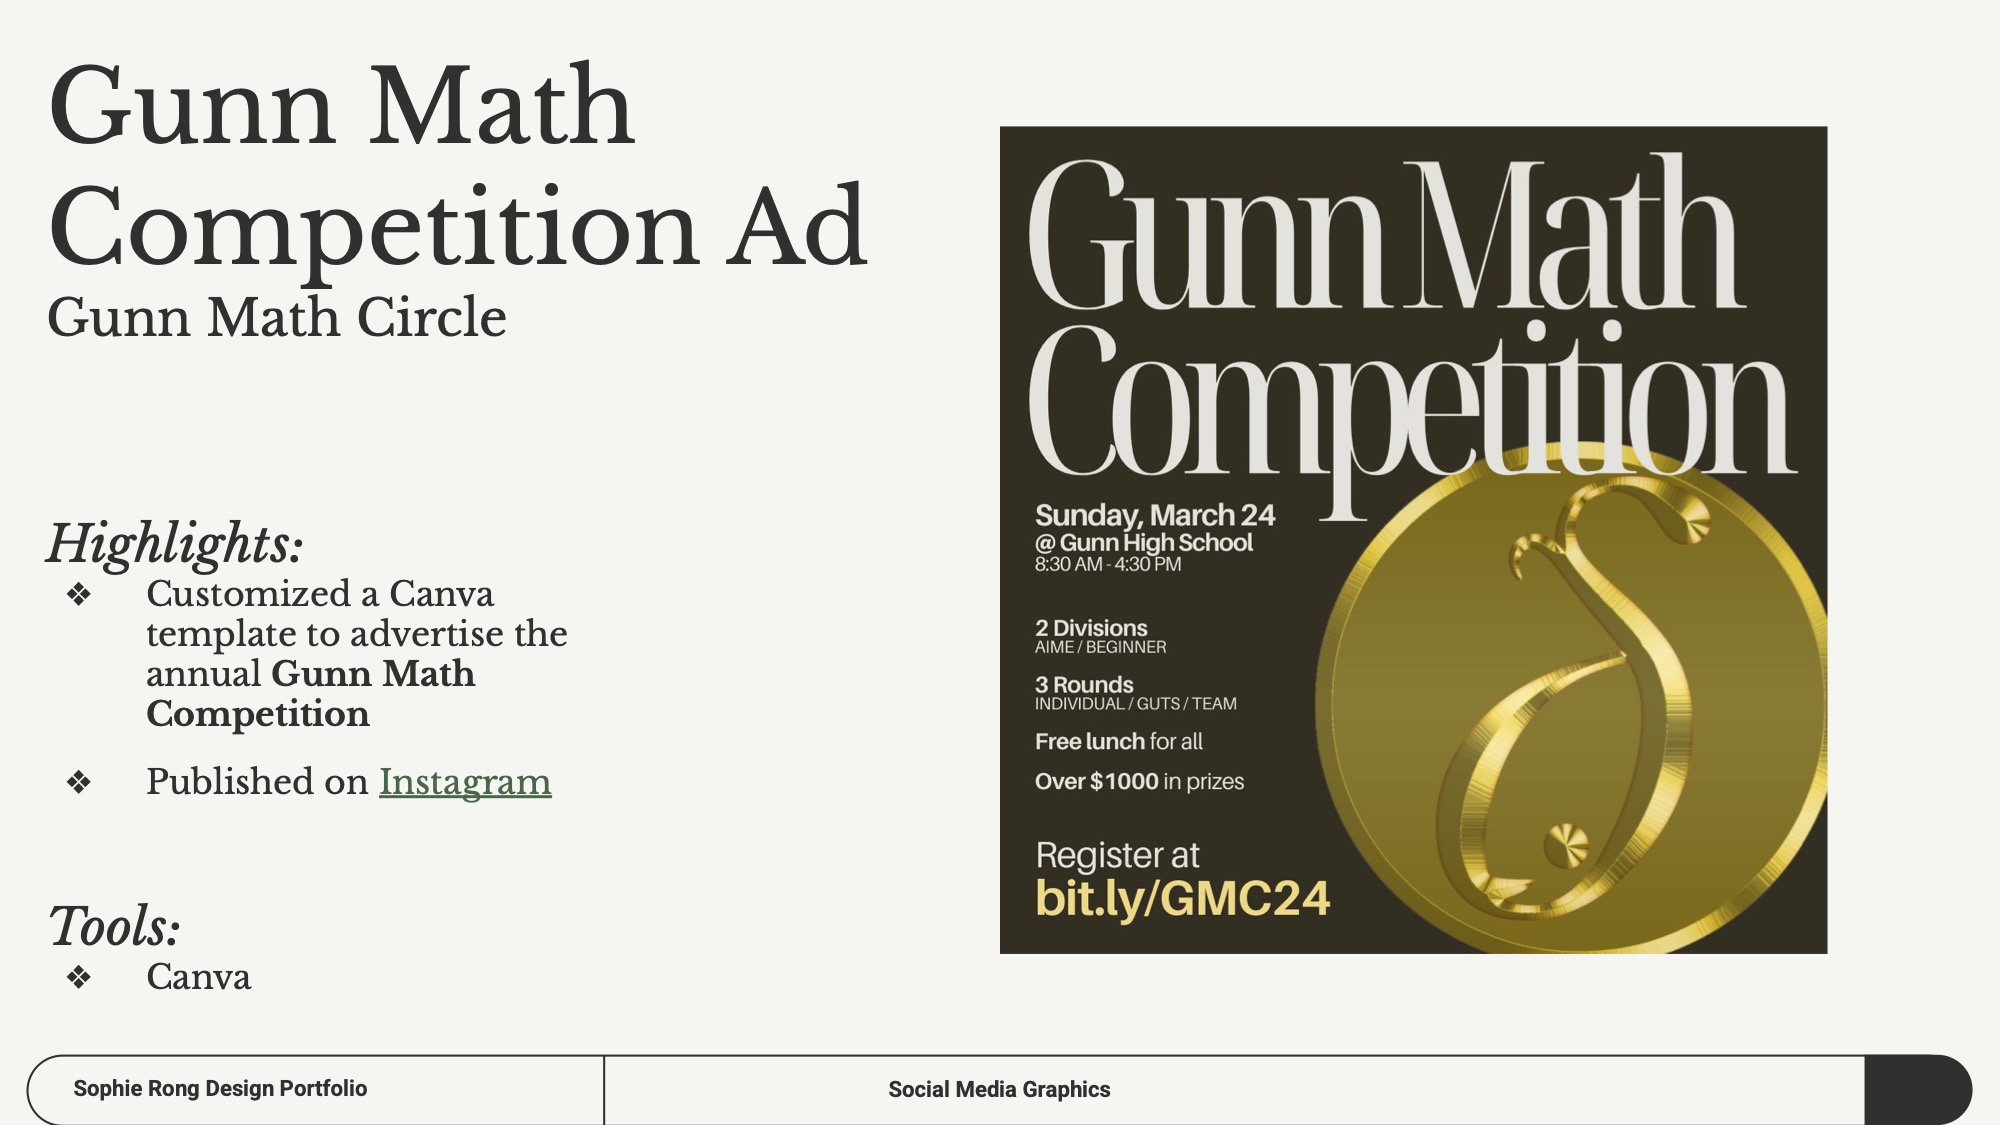 Gunn Math
Competition Ad
Gunn Math Circle
Highlights:
❖ Customized a Canva
template to advertise the
annual Gunn Math
Competition
❖ Published on Instagram
Tools:
❖ Canva
Gunn Math
Competition
Sunday, March 24
@ Gunn High School
8:30 AM - 4:30 PM
2 Divisions
AIME / BEGINNER
3 Rounds
INDIVIDUAL / GUTS / TEAM
Free lunch for all
Over $1000 in prizes
Register at
bit.ly/GMC24
Sophie Rong Design Portfolio
Social Media Graphics